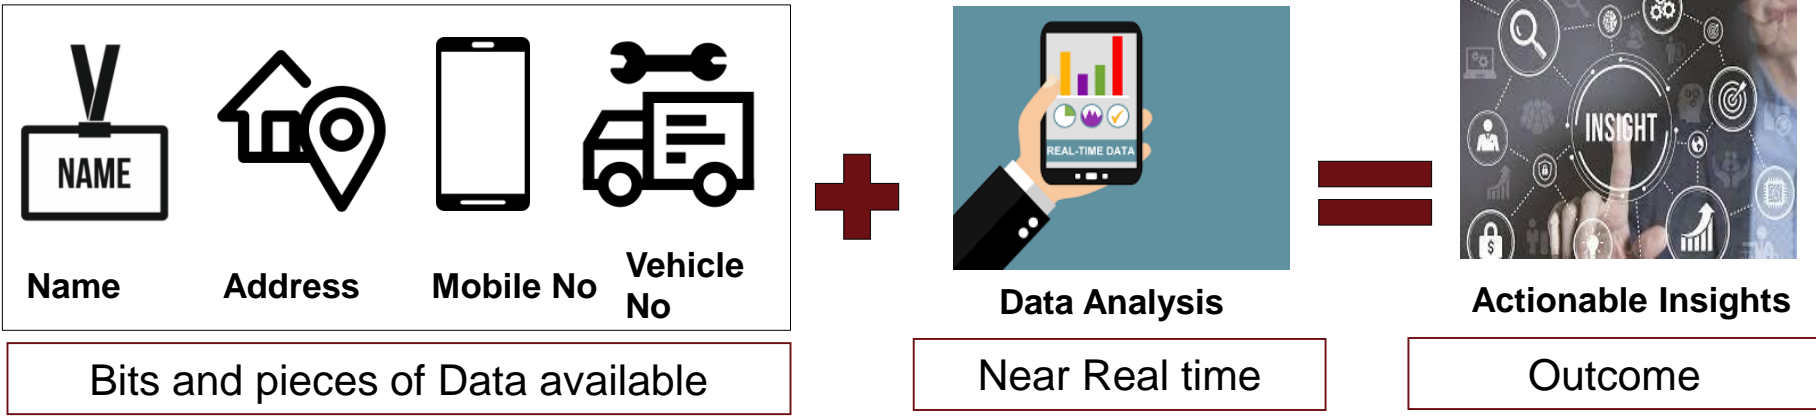 NAME
Name
Address
Mobile No
Vehicle
No
Bits and pieces of Data available
REAL-TIME DATA
Data Analysis
Near Real time
INSIGHT
$
Actionable Insights
Outcome